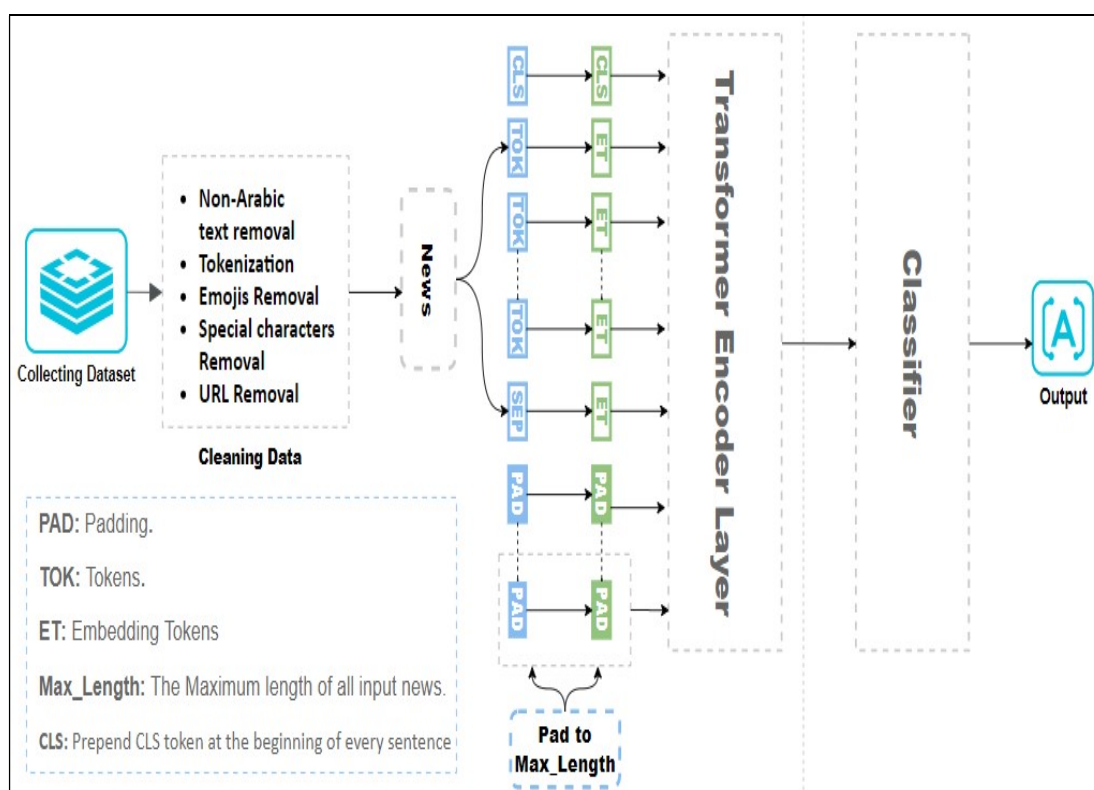 • Non-Arabic
text removal
• Tokenization
• Emojis Removal
• Special characters
Removal
• URL Removal
Cleaning Data
Collecting Dataset
News
CLS
TOK
TOK
TOK
SEP
PAD
PAD
CLS
ET
ET
ET
ET
PAD
PAD
Pad to
Max_Length
Transformer Encoder Layer
Classifier
A
Output
PAD: Padding.
TOK: Tokens.
ET: Embedding Tokens
Max_Length: The Maximum length of all input news.
CLS: Prepend CLS token at the beginning of every sentence